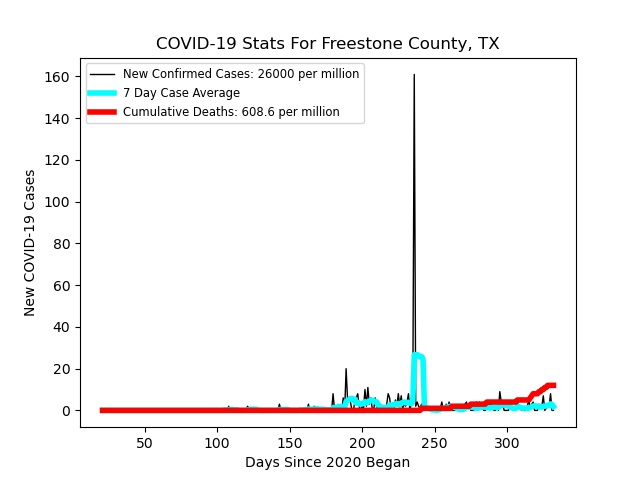 COVID-19 Stats For Freestone County, TX
New Confirmed Cases: 26000 per million
7 Day Case Average
Cumulative Deaths: 608.6 per million
160
140
120
100
80
60
40
20
0
New COVID-19 Cases
50
100
150
200
250
300
Days Since 2020 Began